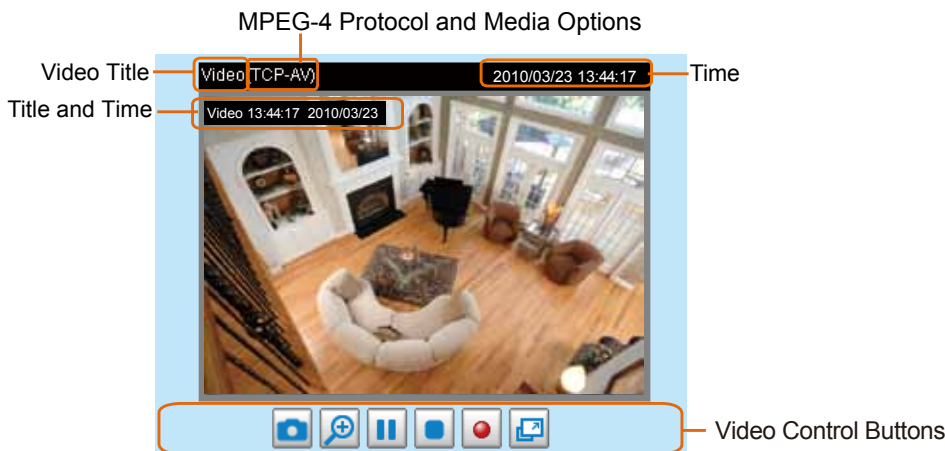 MPEG-4 Protocol and Media Options
Video Title
Video (TCP-AV)
2010/03/23 13:44:17
Time
Title and Time
Video 13:44:17 2010/03/23
Video Control Buttons